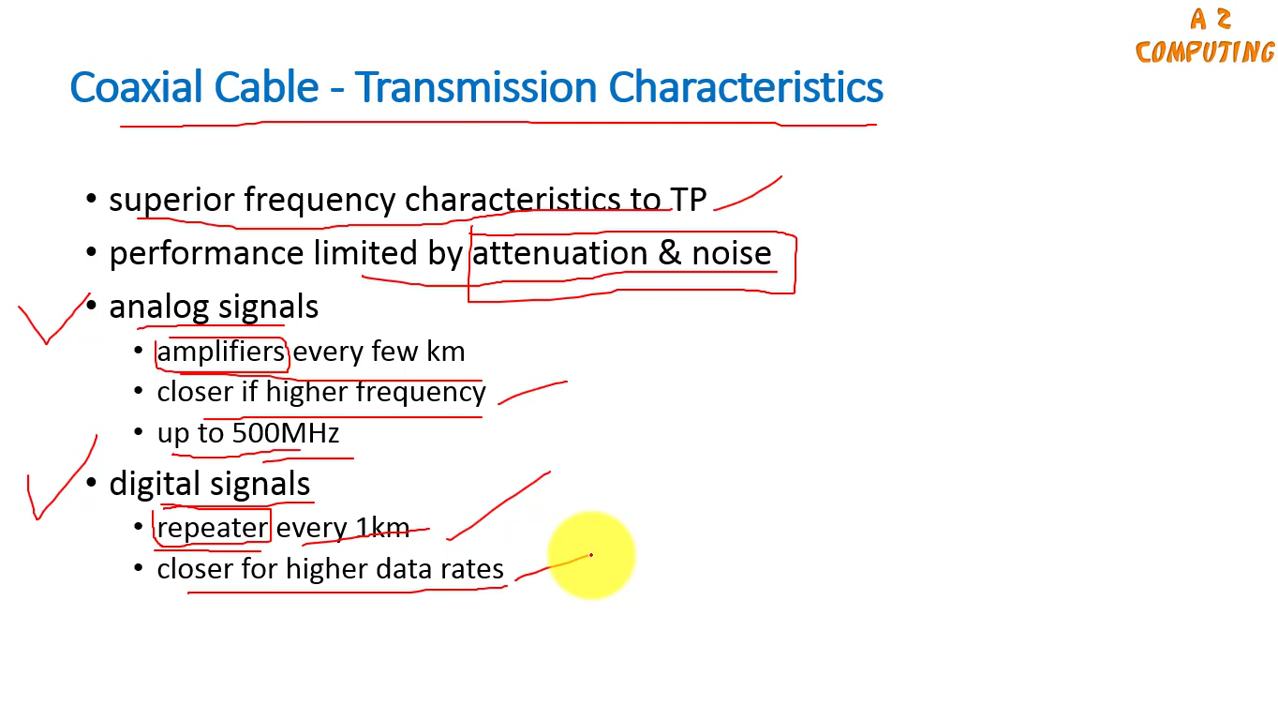 A 2
COMPUTING
Coaxial Cable - Transmission Characteristics
• superior frequency characteristics to TP
• performance limited by attenuation & noise
• analog signals
• amplifiers every few km
• closer if higher frequency
• up to 500MHz
• digital signals
• repeater every 1km
• closer for higher data rates